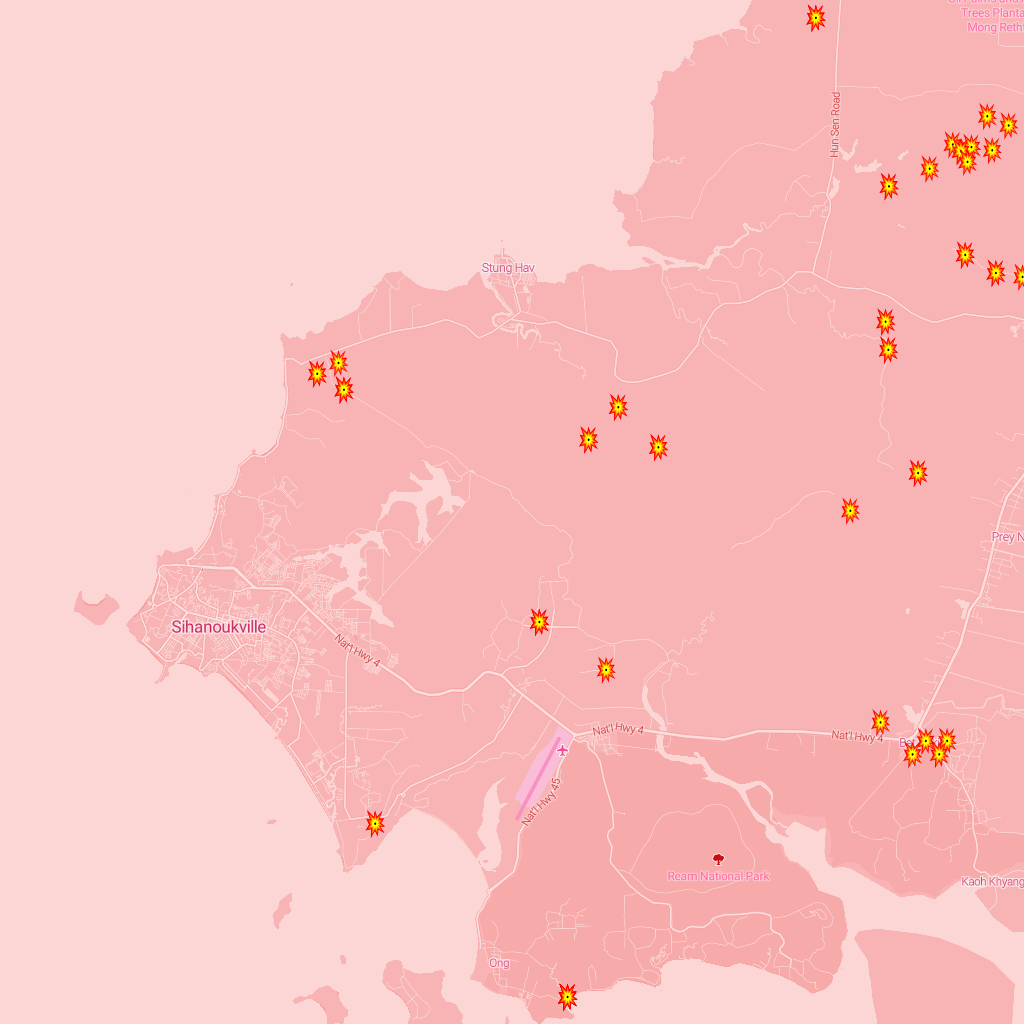 Trees Planta
Mong Reth
Hun Sen Road
Stung Hav
Prey N
Sihanoukville
Nat'l Hwy 4
Nat'l Hwy 4
Nat'l Hwy 4
Nat'l Hwy 45
Ream National Park
Kaoh Khyang
Ong